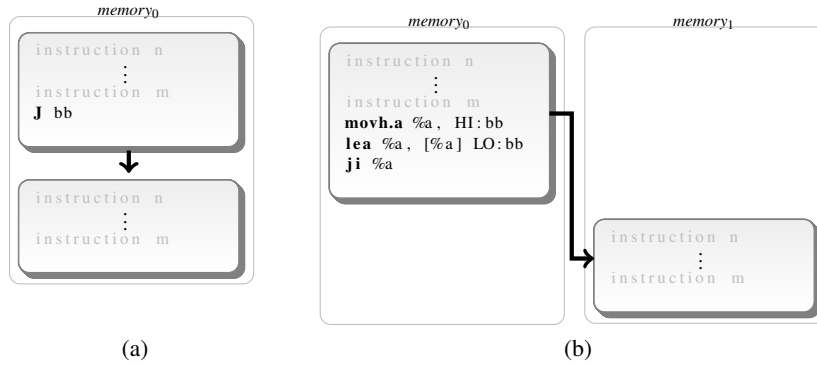 memory0
instruction n
⋮
instruction m
J bb
instruction n
⋮
instruction m
(a)
memory0
instruction n
⋮
instruction m
movh.a %a, HI:bb
lea %a, [%a] LO:bb
ji %a
memory1
instruction n
⋮
instruction m
(b)